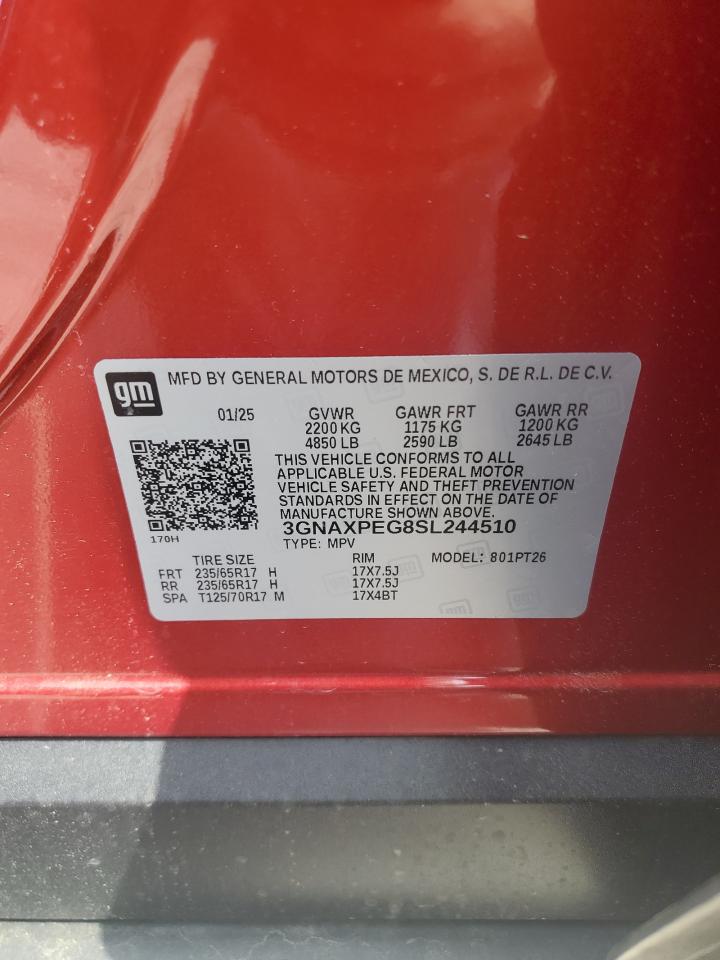 gm MFD BY GENERAL MOTORS DE MEXICO, S. DE R.L. DE C.V.
01/25 GVWR GAWR FRT GAWR RR
2200 KG 1175 KG 1200 KG
4850 LB 2590 LB 2645 LB
THIS VEHICLE CONFORMS TO ALL
APPLICABLE U.S. FEDERAL MOTOR
VEHICLE SAFETY AND THEFT PREVENTION
STANDARDS IN EFFECT ON THE DATE OF
MANUFACTURE SHOWN ABOVE.
3GNAXPEG8SL244510
170H TYPE: MPV
TIRE SIZE RIM MODEL: 801PT26
FRT 235/65R17 H 17X7.5J
RR 235/65R17 H 17X7.5J
SPA T125/70R17 M 17X4BT